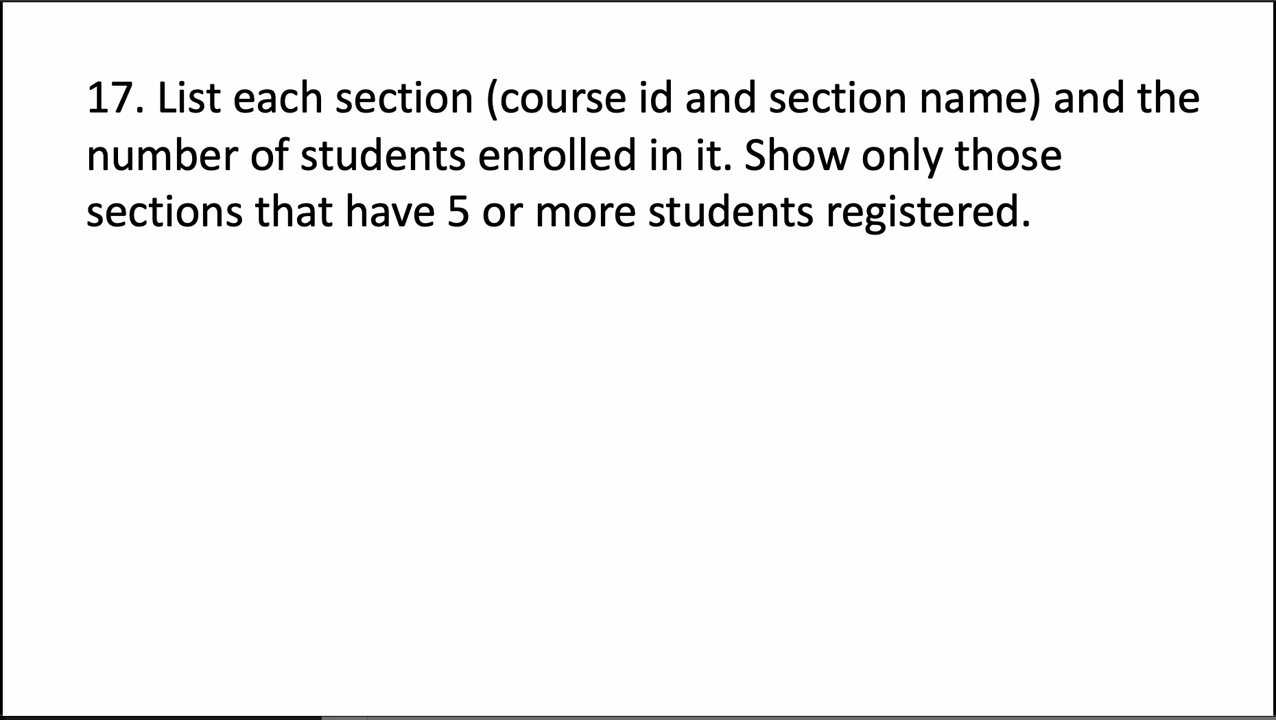 17. List each section (course id and section name) and the
number of students enrolled in it. Show only those
sections that have 5 or more students registered.